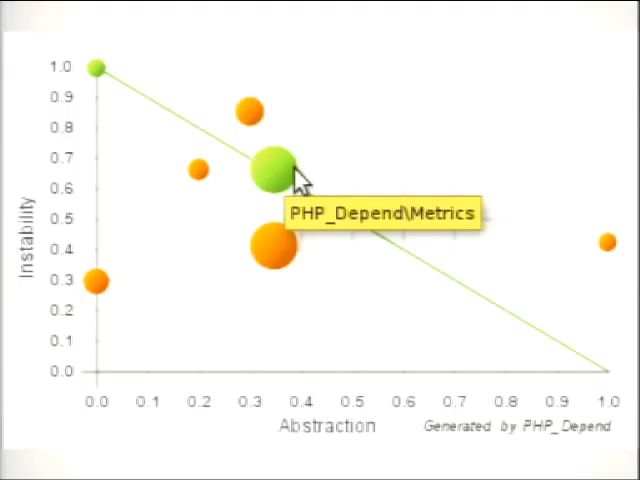 1.0
0.9
0.8
0.7
0.6
0.5
0.4
0.3
0.2
0.1
0.0
Instability
PHP_Depend\Metrics
0.0 0.1 0.2 0.3 0.4 0.5 0.6 0.7 0.8 0.9 1.0
Abstraction
Generated by PHP_Depend